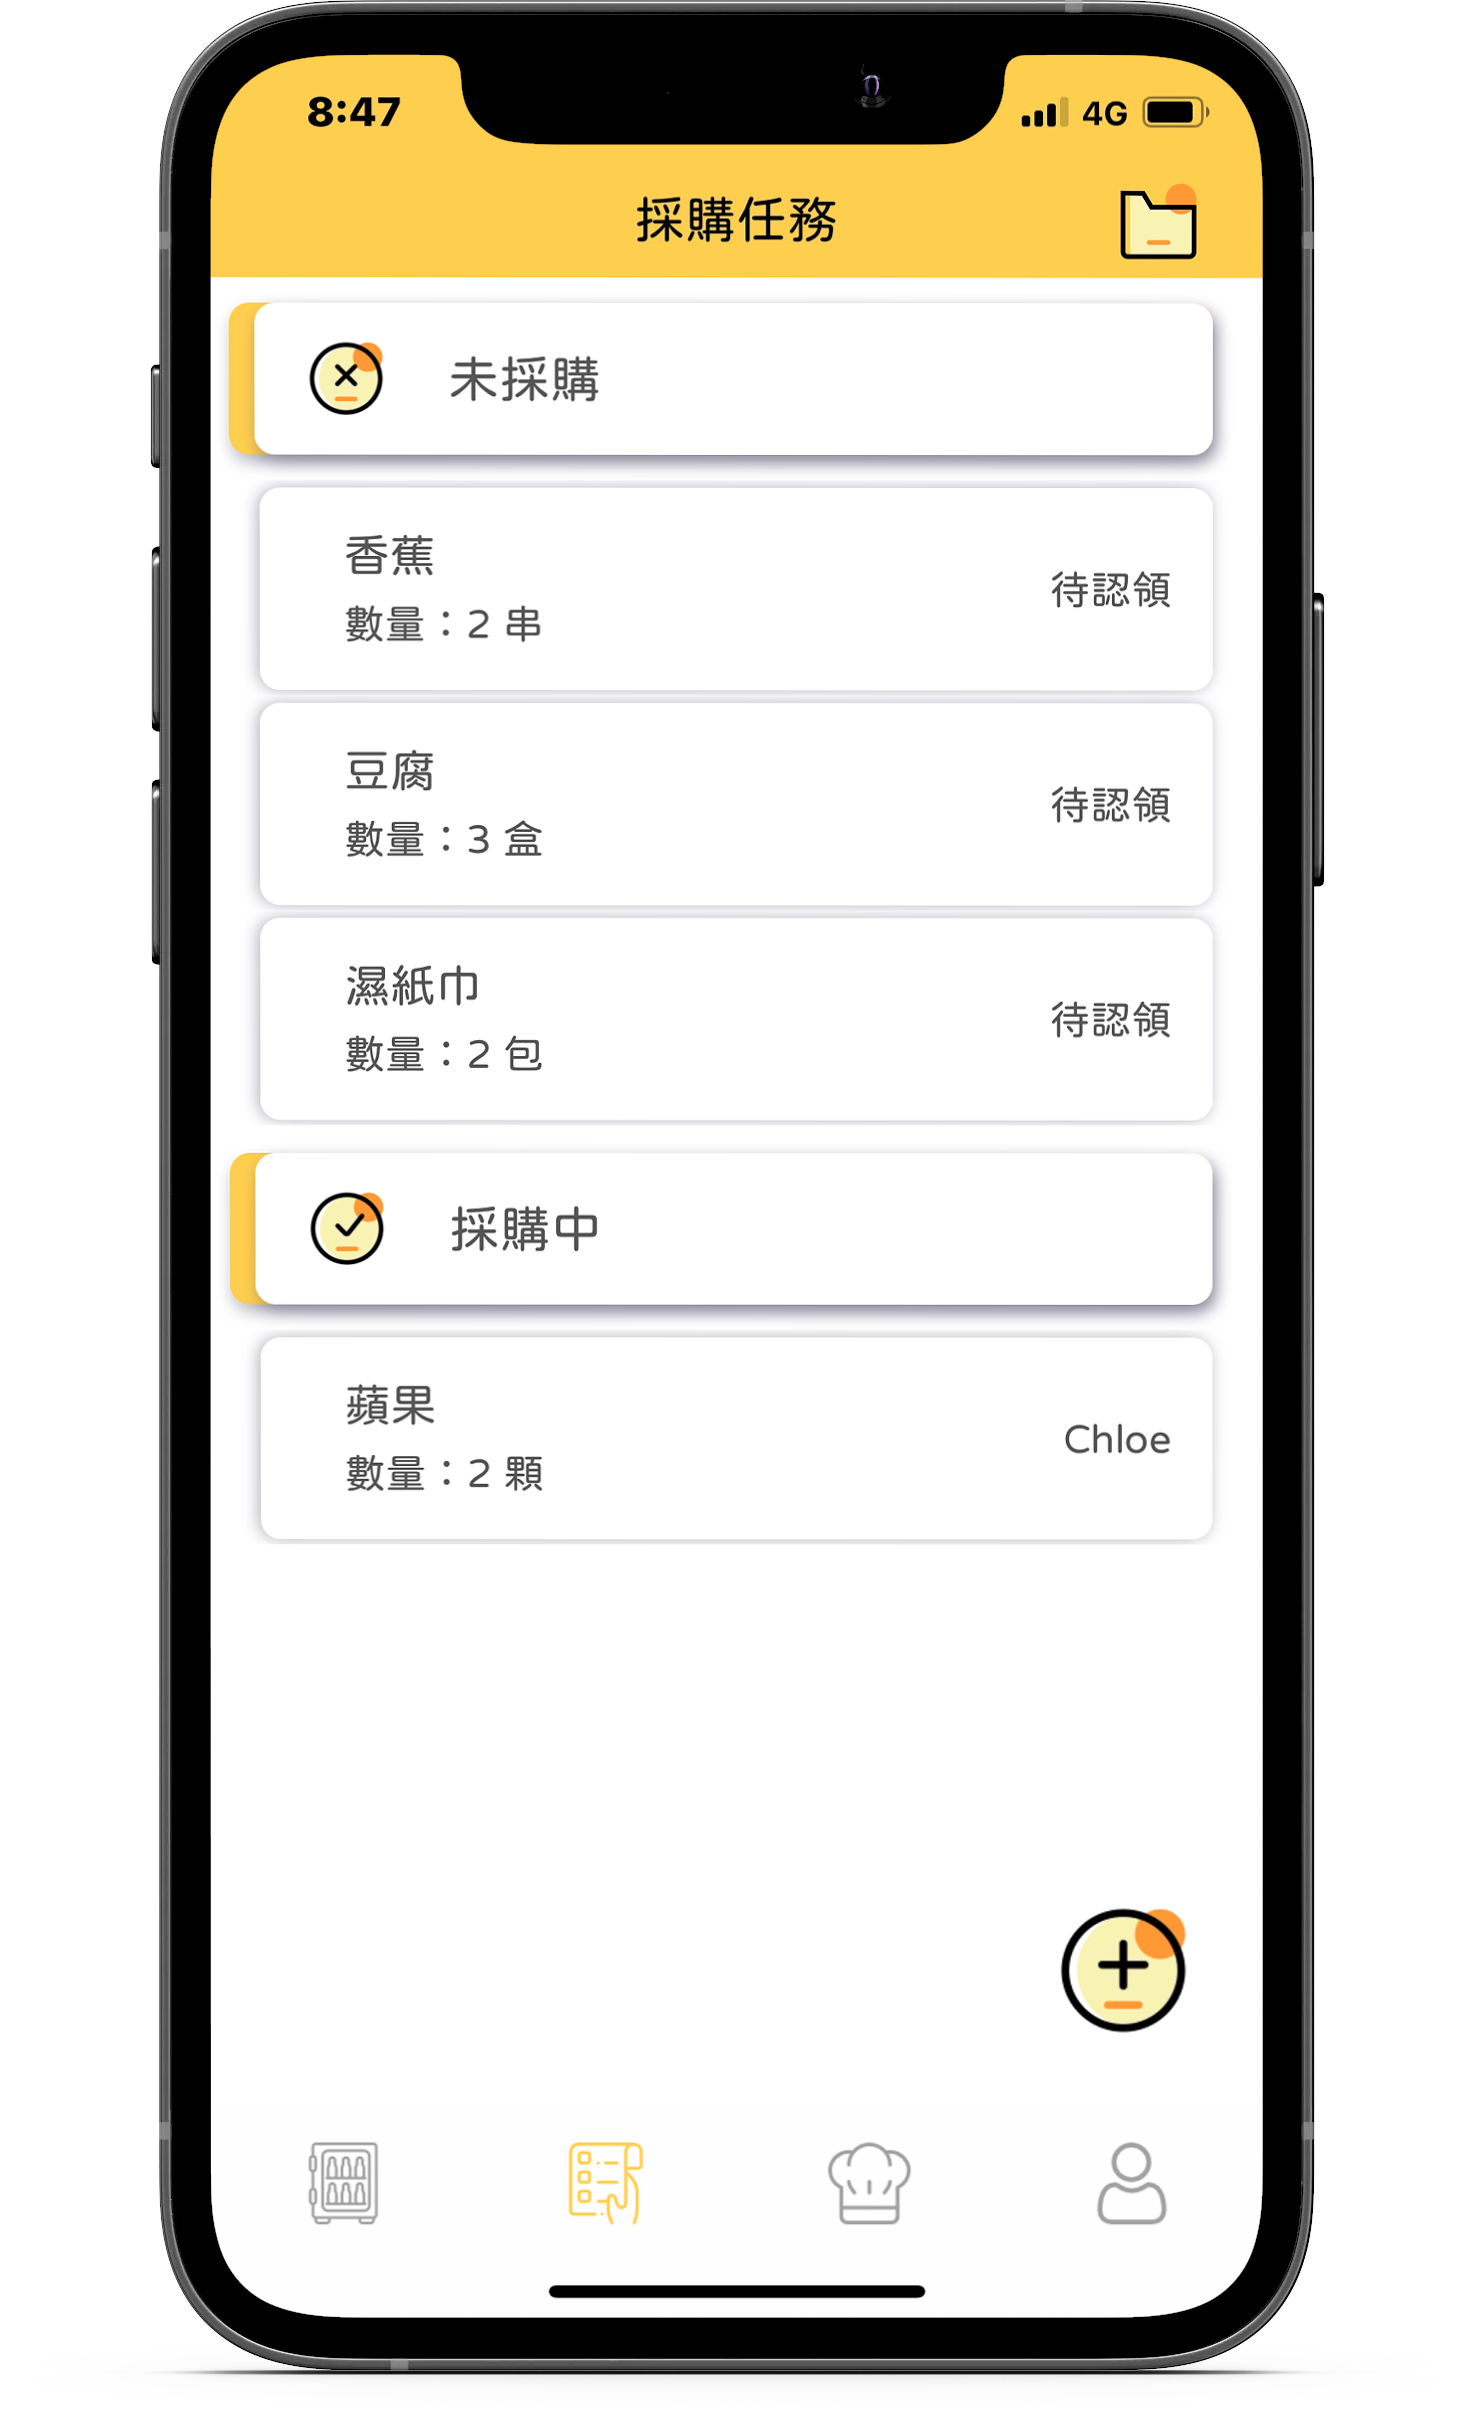 8:47
4G
採購任務
未採購
香蕉
數量：2 串
待認領
豆腐
數量：3 盒
待認領
濕紙巾
數量：2 包
待認領
採購中
蘋果
數量：2 顆
Chloe